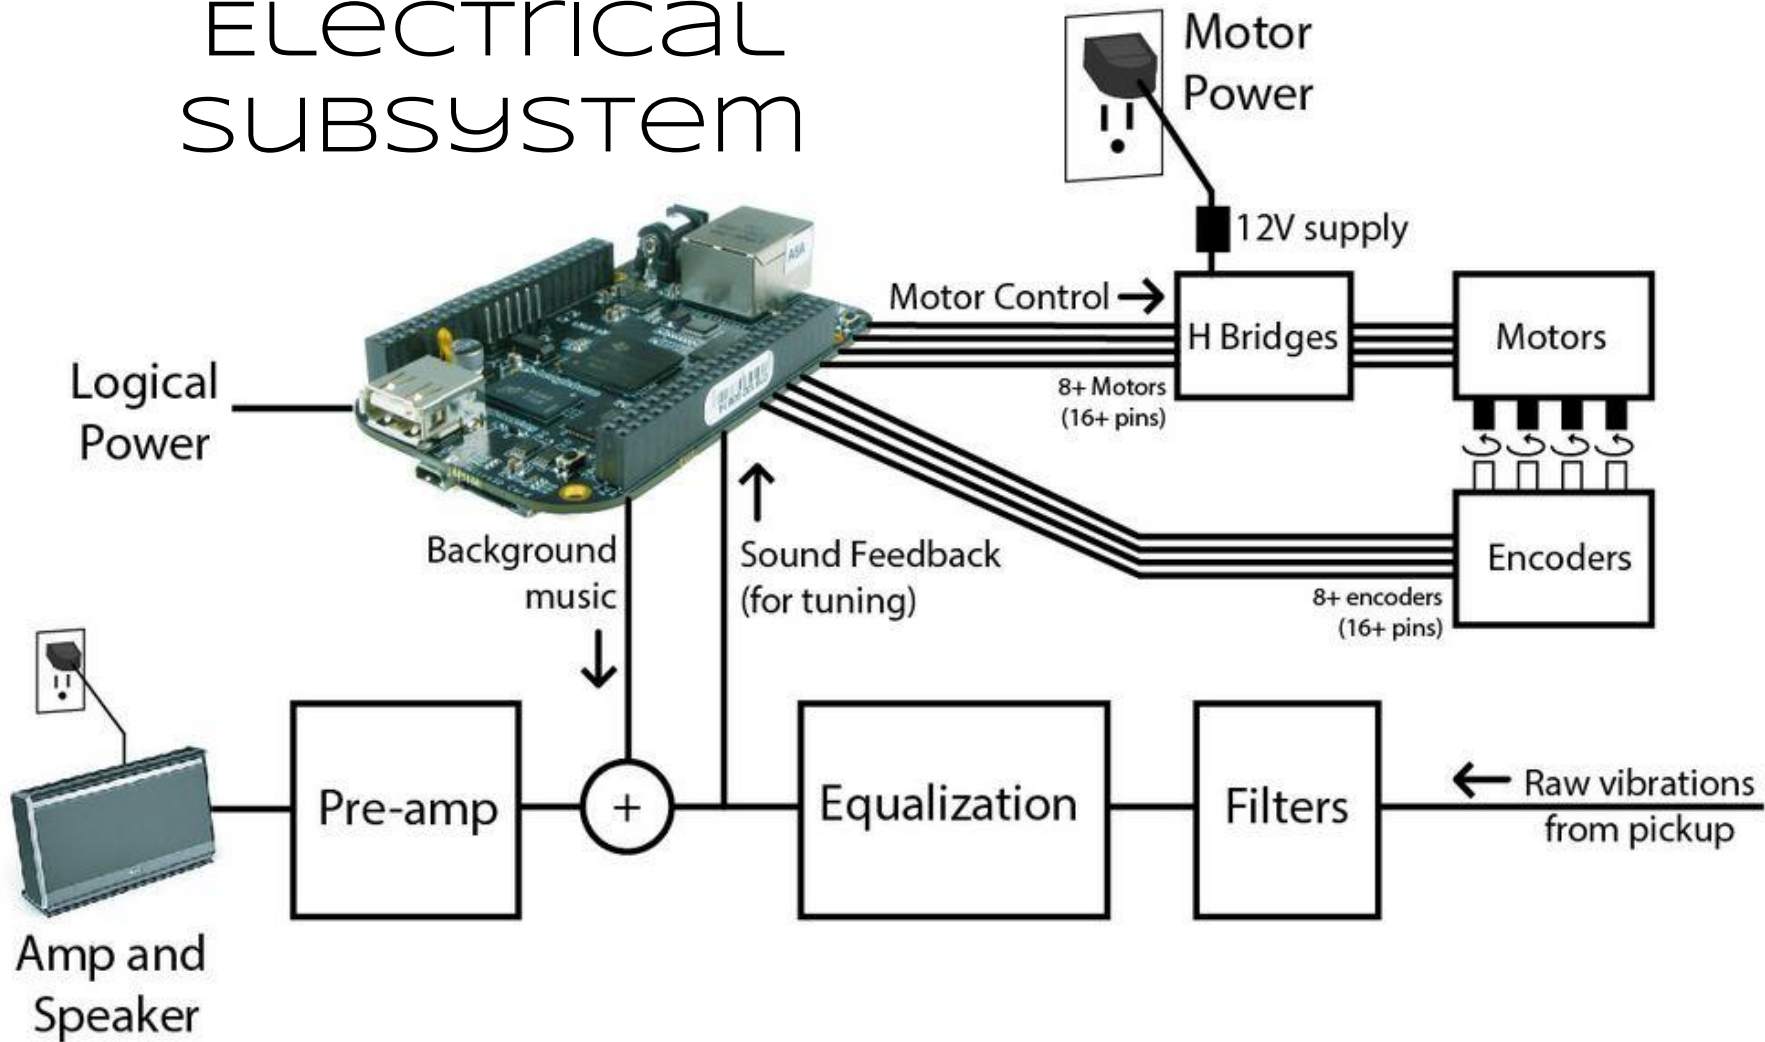 Electrical
subsystem
Motor
Power
12V supply
Motor Control
H Bridges
Motors
8+ Motors
(16+ pins)
Logical
Power
Encoders
8+ encoders
(16+ pins)
Background
music
Sound Feedback
(for tuning)
Pre-amp
+
Equalization
Filters
Raw vibrations
from pickup
Amp and
Speaker